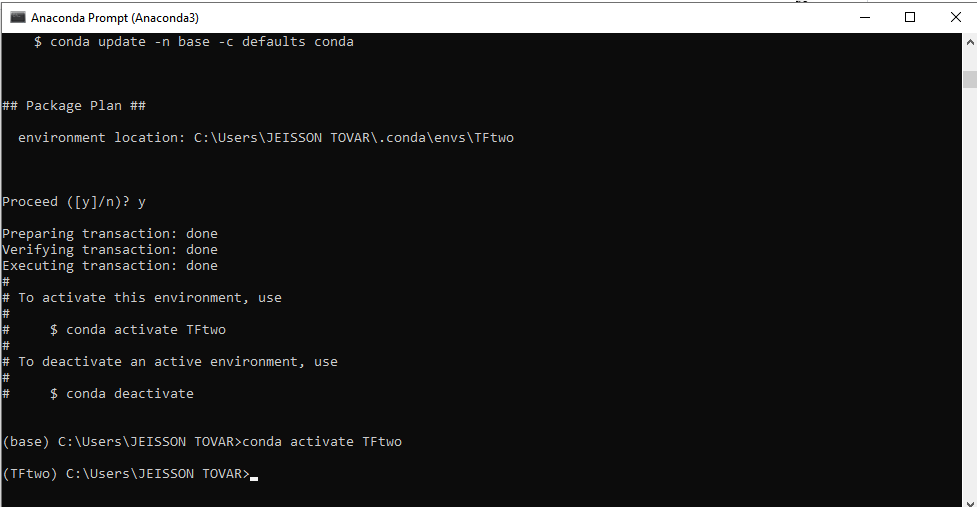 Anaconda Prompt (Anaconda3)
$ conda update -n base -c defaults conda
## Package Plan ##
environment location: C:\Users\JEISSON TOVAR\.conda\envs\TFtwo
Proceed ([y]/n)? y
Preparing transaction: done
Verifying transaction: done
Executing transaction: done
#
# To activate this environment, use
#
#     $ conda activate TFtwo
#
# To deactivate an active environment, use
#
#     $ conda deactivate
(base) C:\Users\JEISSON TOVAR>conda activate TFtwo
(TFtwo) C:\Users\JEISSON TOVAR>